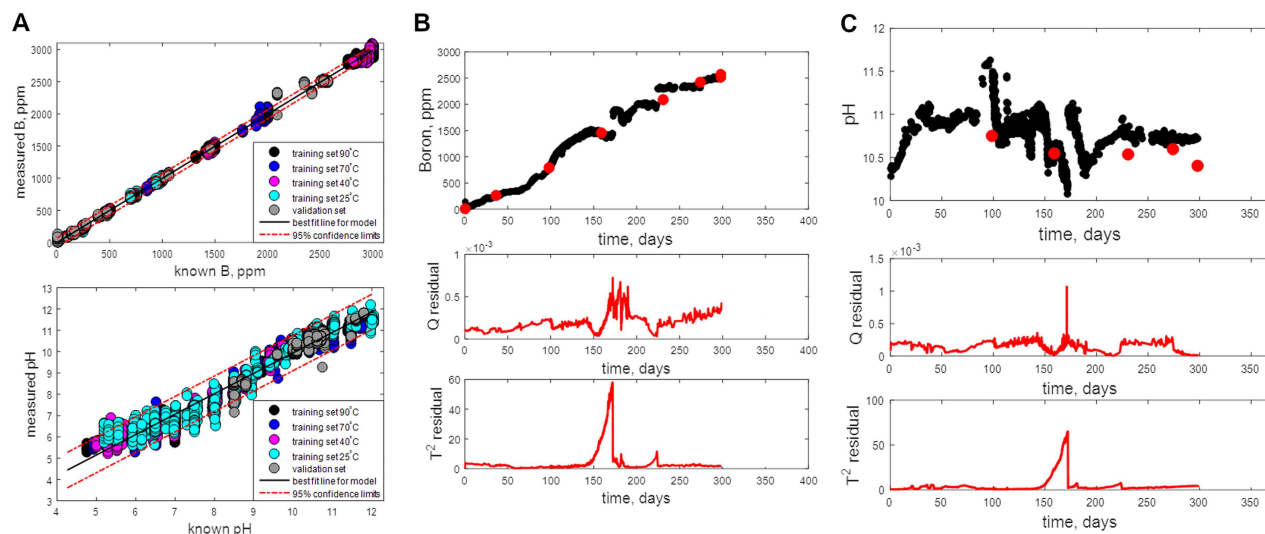 A
measured B, ppm
3000
2500
2000
1500
1000
500
0
0 500 1000 1500 2000 2500 3000
known B, ppm
training set 90°C
training set 70°C
training set 40°C
training set 25°C
validation set
best fit line for model
95% confidence limits
measured pH
13
12
11
10
9
8
7
6
5
4
3
4 5 6 7 8 9 10 11 12
known pH
training set 90°C
training set 70°C
training set 40°C
training set 25°C
validation set
best fit line for model
95% confidence limits
B
Boron, ppm
3000
2500
2000
1500
1000
500
0
0 50 100 150 200 250 300 350 400
time, days
×10⁻³
Q residual
1
0.5
0
0 50 100 150 200 250 300 350 400
time, days
T² residual
60
40
20
0
0 50 100 150 200 250 300 350 400
time, days
C
pH
12
11.5
11
10.5
10
0 50 100 150 200 250 300 350
time, days
×10⁻³
Q residual
1.5
1
0.5
0
0 50 100 150 200 250 300 350
time, days
T² residual
100
50
0
0 50 100 150 200 250 300 350
time, days